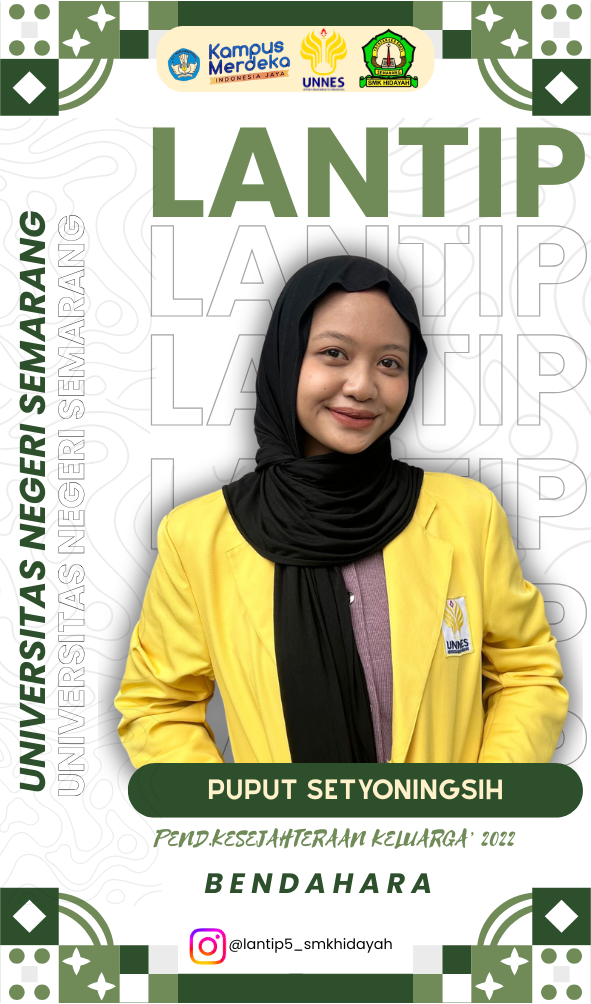 Kampus
Merdeka
INDONESIA JAYA
UNNES
SMK HIDAYAH
LANTIP
LANTIP
LANTIP
LANTIP
UNIVERSITAS NEGERI SEMARANG
UNIVERSITAS NEGERI SEMARANG
UNNES
PUPUT SETYONINGSIH
PEND.KESEJAHTERAAN KELUARGA' 2022
BENDAHARA
@lantip5_smkhidayah